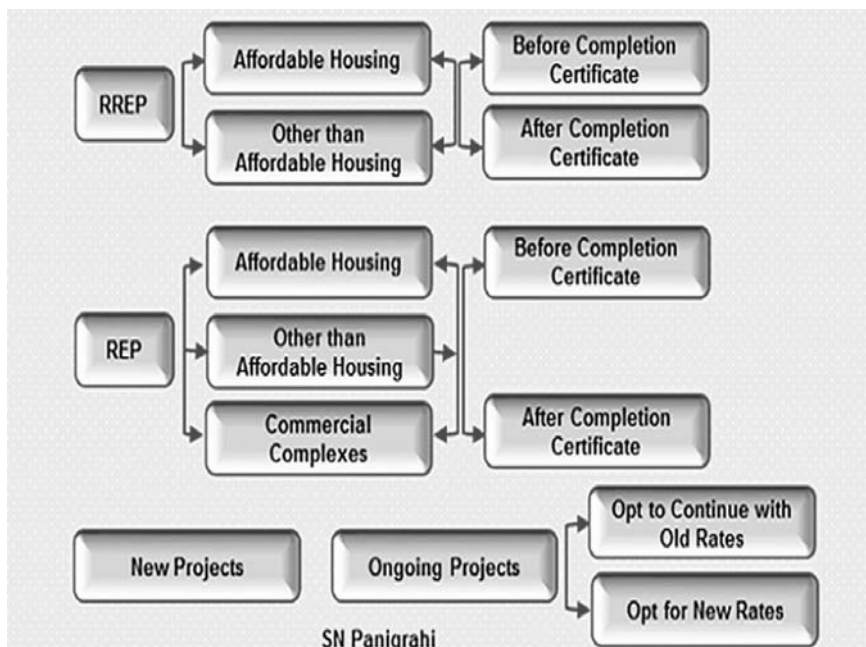 Affordable Housing
Before Completion
Certificate
RREP
Other than
Affordable Housing
After Completion
Certificate
Affordable Housing
Before Completion
Certificate
REP
Other than
Affordable Housing
Commercial
Complexes
After Completion
Certificate
New Projects
Ongoing Projects
Opt to Continue with
Old Rates
Opt for New Rates
SN Panigrahi